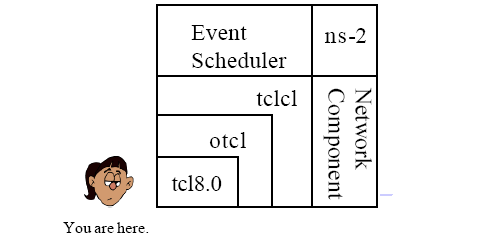 Event
Scheduler
ns-2
tclcl
Network
Component
otcl
tcl8.0
You are here.